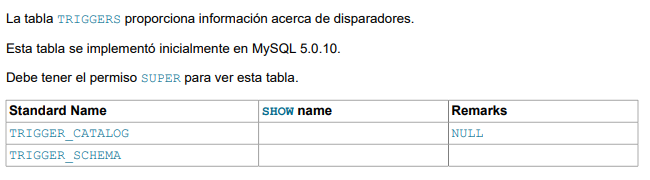 La tabla TRIGGERS proporciona información acerca de disparadores.
Esta tabla se implementó inicialmente en MySQL 5.0.10.
Debe tener el permiso SUPER para ver esta tabla.
Standard Name SHOW name Remarks
TRIGGER_CATALOG NULL
TRIGGER_SCHEMA